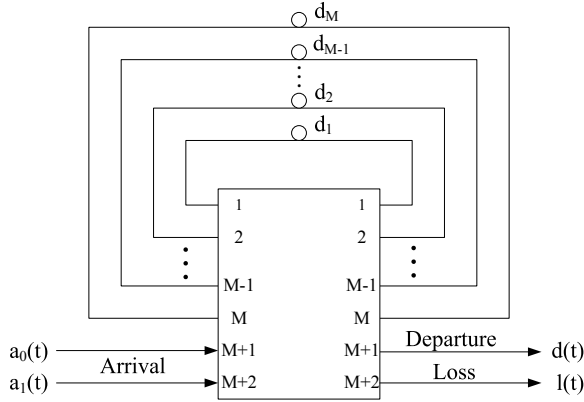 d_M
d_{M-1}
d_2
d_1
1 1
2 2
M-1 M-1
M M
a_0(t) M+1 M+1 Departure d(t)
Arrival Loss
a_1(t) M+2 M+2 l(t)